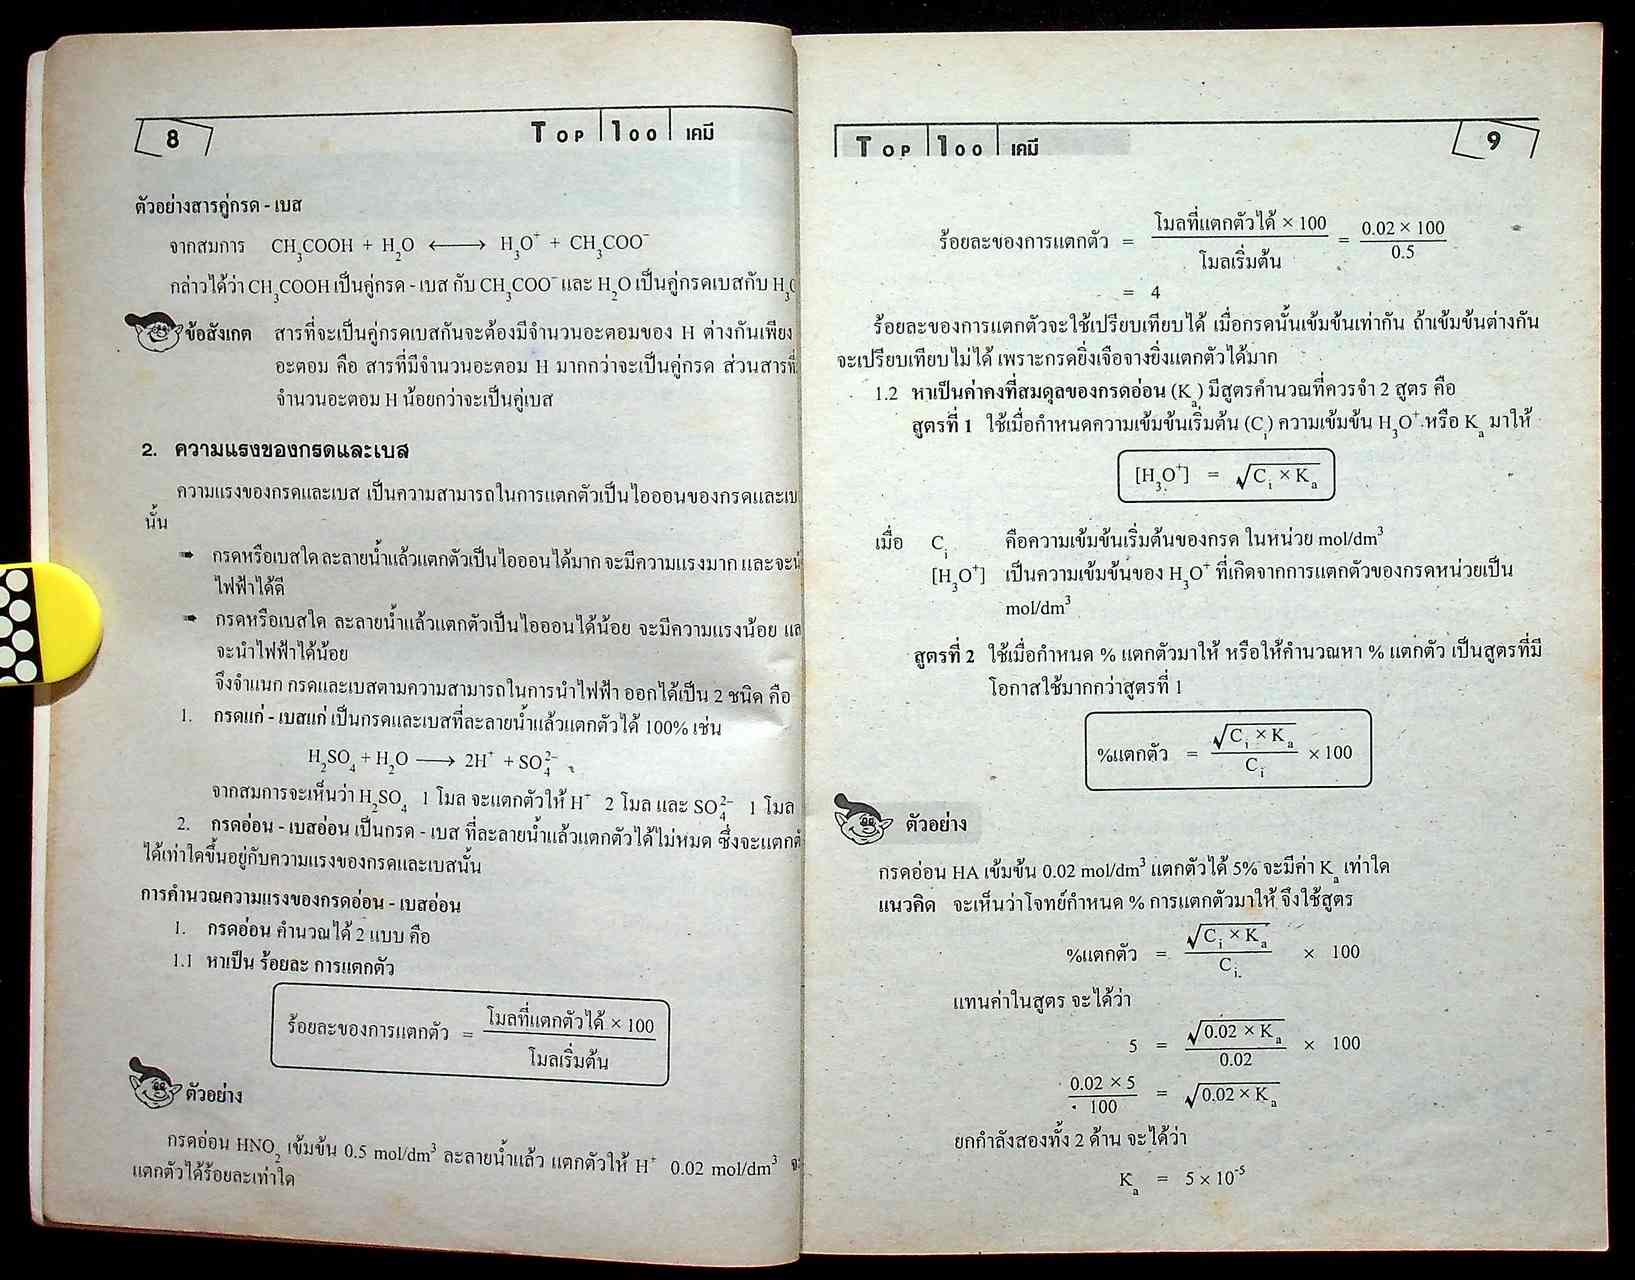 8
TOP 100 เคมี
ตัวอย่างสารคู่กรด - เบส
จากสมการ CH₃COOH + H₂O ⟷ H₃O⁺ + CH₃COO⁻
กล่าวได้ว่า CH₃COOH เป็นคู่กรด - เบส กับ CH₃COO⁻ และ H₂O เป็นคู่กรดเบสกับ H₃O
ข้อสังเกต สารที่จะเป็นคู่กรดเบสกันจะต้องมีจำนวนอะตอมของ H ต่างกันเพียง
อะตอม คือ สารที่มีจำนวนอะตอม H มากกว่าจะเป็นคู่กรด ส่วนสารที่
จำนวนอะตอม H น้อยกว่าจะเป็นคู่เบส
2. ความแรงของกรดและเบส
ความแรงของกรดและเบส เป็นความสามารถในการแตกตัวเป็นไอออนของกรดและเบ
นั้น
➠ กรดหรือเบสใด ละลายน้ำแล้วแตกตัวเป็นไอออนได้มาก จะมีความแรงมาก และจะน
ไฟฟ้าได้ดี
➠ กรดหรือเบสใด ละลายน้ำแล้วแตกตัวเป็นไอออนได้น้อย จะมีความแรงน้อย แล
จะนำไฟฟ้าได้น้อย
จึงจำแนก กรดและเบสตามความสามารถในการนำไฟฟ้า ออกได้เป็น 2 ชนิด คือ
1. กรดแก่ - เบสแก่ เป็นกรดและเบสที่ละลายน้ำแล้วแตกตัวได้ 100% เช่น
H₂SO₄ + H₂O ⟶ 2H⁺ + SO₄²⁻
จากสมการจะเห็นว่า H₂SO₄ 1 โมล จะแตกตัวให้ H⁺ 2 โมล และ SO₄²⁻ 1 โมล
2. กรดอ่อน - เบสอ่อน เป็นกรด - เบส ที่ละลายน้ำแล้วแตกตัวได้ไม่หมด ซึ่งจะแตกตั
ได้เท่าใดขึ้นอยู่กับความแรงของกรดและเบสนั้น
การคำนวณความแรงของกรดอ่อน - เบสอ่อน
1. กรดอ่อน คำนวณได้ 2 แบบ คือ
1.1 หาเป็น ร้อยละ การแตกตัว
ร้อยละของการแตกตัว = โมลที่แตกตัวได้ × 100
โมลเริ่มต้น
ตัวอย่าง
กรดอ่อน HNO₂ เข้มข้น 0.5 mol/dm³ ละลายน้ำแล้ว แตกตัวให้ H⁺ 0.02 mol/dm³ จะ
แตกตัวได้ร้อยละเท่าใด
TOP 100 เคมี
9
ร้อยละของการแตกตัว = โมลที่แตกตัวได้ × 100 = 0.02 × 100
โมลเริ่มต้น 0.5
= 4
ร้อยละของการแตกตัวจะใช้เปรียบเทียบได้ เมื่อกรดนั้นเข้มข้นเท่ากัน ถ้าเข้มข้นต่างกัน
จะเปรียบเทียบไม่ได้ เพราะกรดยิ่งเจือจางยิ่งแตกตัวได้มาก
1.2 หาเป็นค่าคงที่สมดุลของกรดอ่อน (Kₐ) มีสูตรคำนวณที่ควรจำ 2 สูตร คือ
สูตรที่ 1 ใช้เมื่อกำหนดความเข้มข้นเริ่มต้น (Cᵢ) ความเข้มข้น H₃O⁺ หรือ Kₐ มาให้
[H₃O⁺] = √(Cᵢ × Kₐ)
เมื่อ Cᵢ คือความเข้มข้นเริ่มต้นของกรด ในหน่วย mol/dm³
[H₃O⁺] เป็นความเข้มข้นของ H₃O⁺ ที่เกิดจากการแตกตัวของกรดหน่วยเป็น
mol/dm³
สูตรที่ 2 ใช้เมื่อกำหนด % แตกตัวมาให้ หรือให้คำนวณหา % แตกตัว เป็นสูตรที่มี
โอกาสใช้มากกว่าสูตรที่ 1
%แตกตัว = √(Cᵢ × Kₐ) × 100
Cᵢ
ตัวอย่าง
กรดอ่อน HA เข้มข้น 0.02 mol/dm³ แตกตัวได้ 5% จะมีค่า Kₐ เท่าใด
แนวคิด จะเห็นว่าโจทย์กำหนด % การแตกตัวมาให้ จึงใช้สูตร
%แตกตัว = √(Cᵢ × Kₐ) × 100
Cᵢ
แทนค่าในสูตร จะได้ว่า
5 = √(0.02 × Kₐ) × 100
0.02
0.02 × 5 = √(0.02 × Kₐ)
100
ยกกำลังสองทั้ง 2 ด้าน จะได้ว่า
Kₐ = 5 × 10⁻⁵